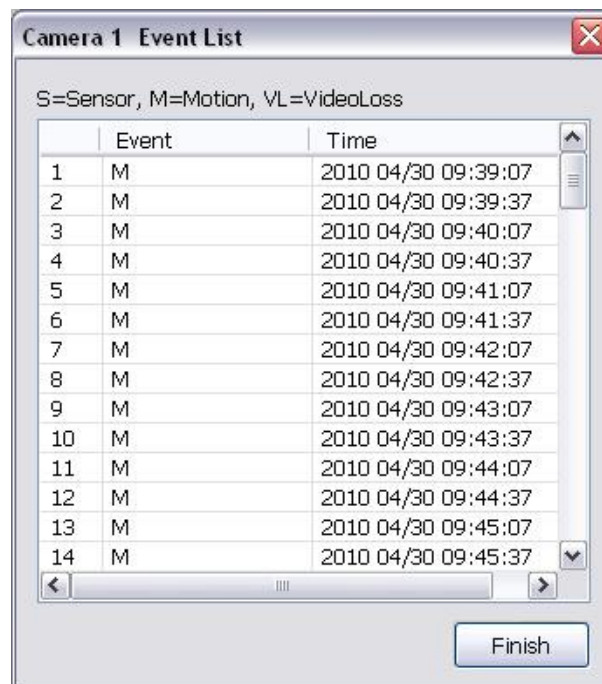 Camera 1 Event List
S=Sensor, M=Motion, VL=VideoLoss
Event Time
1 M 2010 04/30 09:39:07
2 M 2010 04/30 09:39:37
3 M 2010 04/30 09:40:07
4 M 2010 04/30 09:40:37
5 M 2010 04/30 09:41:07
6 M 2010 04/30 09:41:37
7 M 2010 04/30 09:42:07
8 M 2010 04/30 09:42:37
9 M 2010 04/30 09:43:07
10 M 2010 04/30 09:43:37
11 M 2010 04/30 09:44:07
12 M 2010 04/30 09:44:37
13 M 2010 04/30 09:45:07
14 M 2010 04/30 09:45:37
Finish